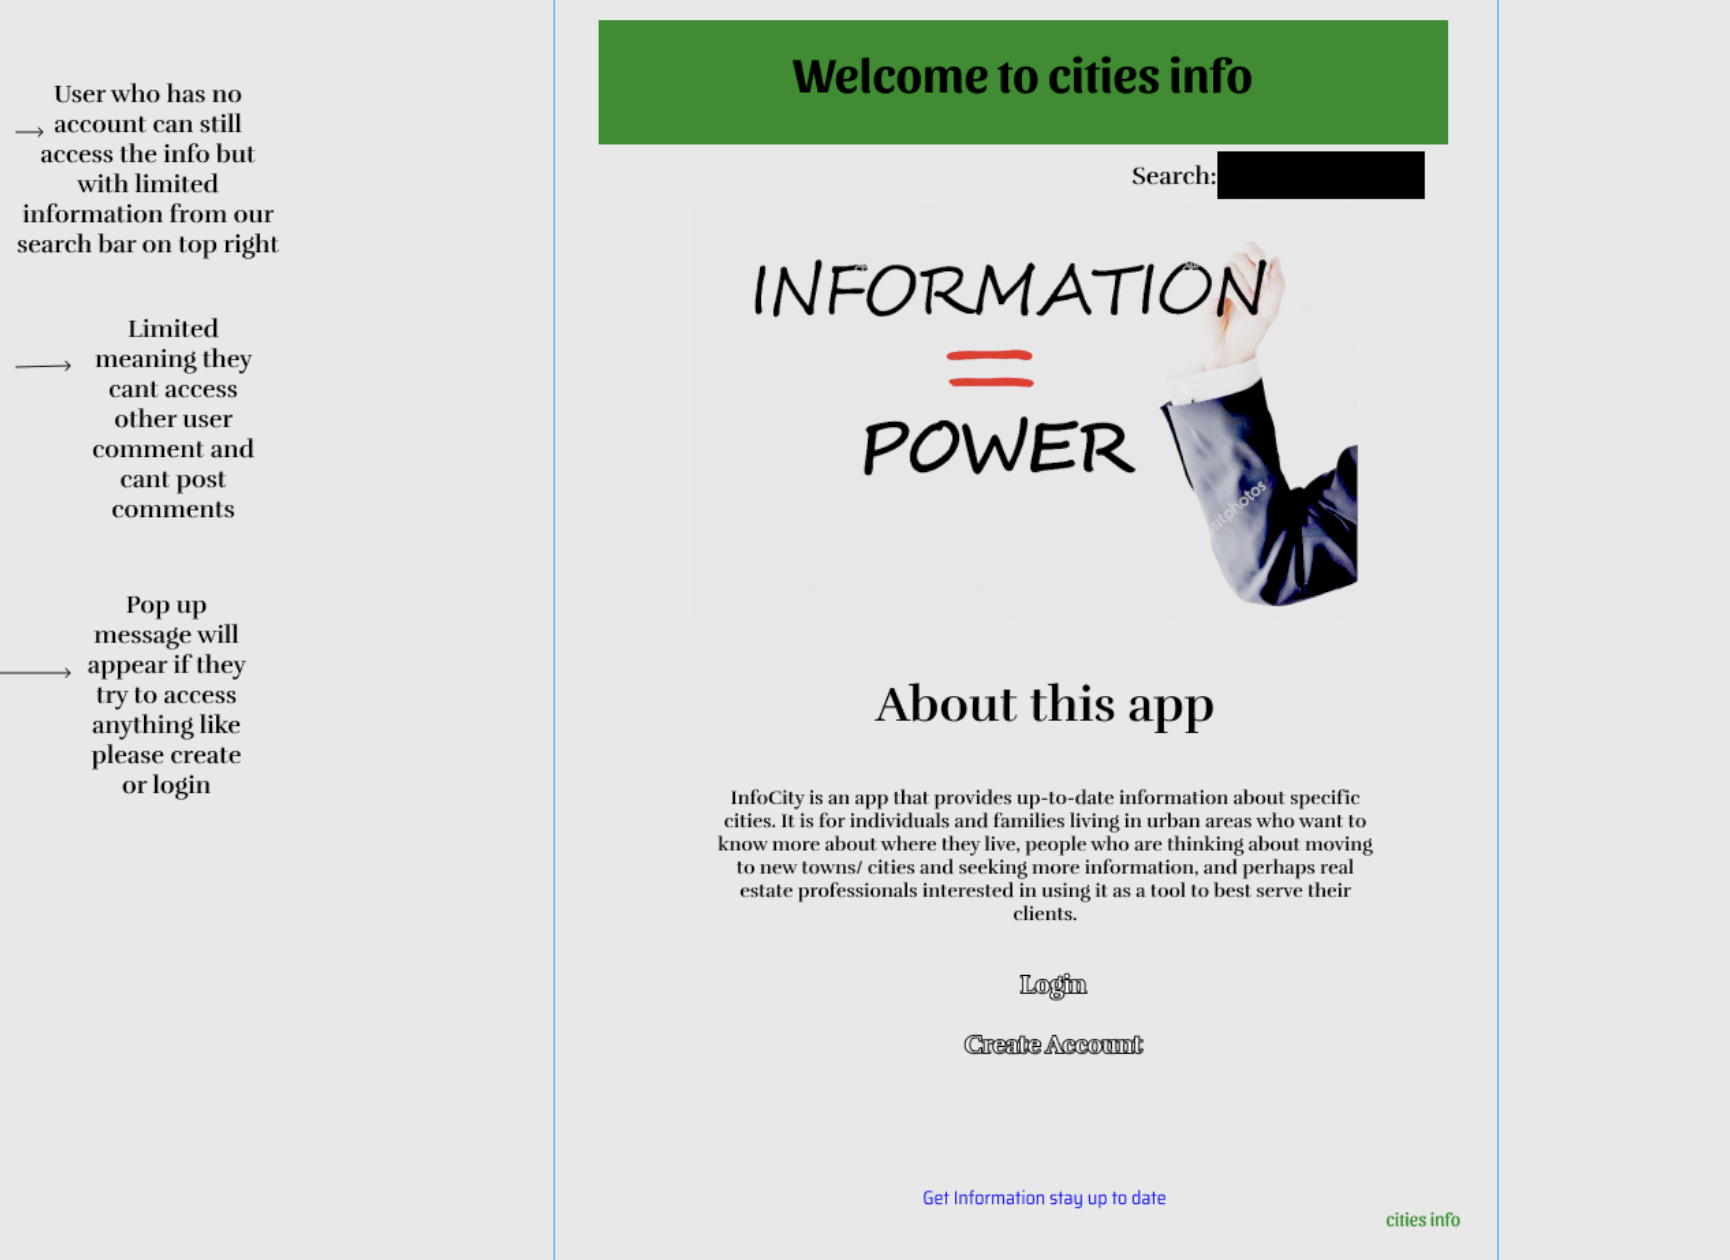 User who has no
account can still
access the info but
with limited
information from our
search bar on top right
Limited
meaning they
cant access
other user
comment and
cant post
comments
Pop up
message will
appear if they
try to access
anything like
please create
or login
Welcome to cities info
Search:
INFORMATION
=
POWER
sitphotos
About this app
InfoCity is an app that provides up-to-date information about specific
cities. It is for individuals and families living in urban areas who want to
know more about where they live, people who are thinking about moving
to new towns/ cities and seeking more information, and perhaps real
estate professionals interested in using it as a tool to best serve their
clients.
Login
Create Account
Get Information stay up to date
cities info